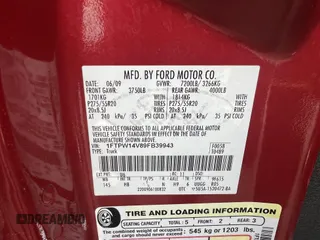 MFD. BY FORD MOTOR CO.
DATE: 06/09 GVWR: 7200LB/ 3266KG
FRONT GAWR: 3750LB REAR GAWR: 4000LB
1701KG 1814KG
P275/55R20 P275/55R20
20x8.5J 20x8.5J
AT 240 kPa/ 35 PSI COLD AT 240 kPa/ 35 PSI COLD
THIS VEHICLE CONFORMS TO ALL APPLICABLE FEDERAL MOTOR
VEHICLE SAFETY
STANDARDS IN EFFECT ON THE DATE OF
MANUFACTURE SHOWN ABOVE.
VIN: 1FTPW14V89FB39943 F0058
TYPE: Truck
TIRE AND LOADING INFORMATION
SEATING CAPACITY TOTAL 5 FRONT 2 REAR 3
The combined weight of occupants
and cargo should never exceed 545 kg or 1203 lbs.
DREAMBID